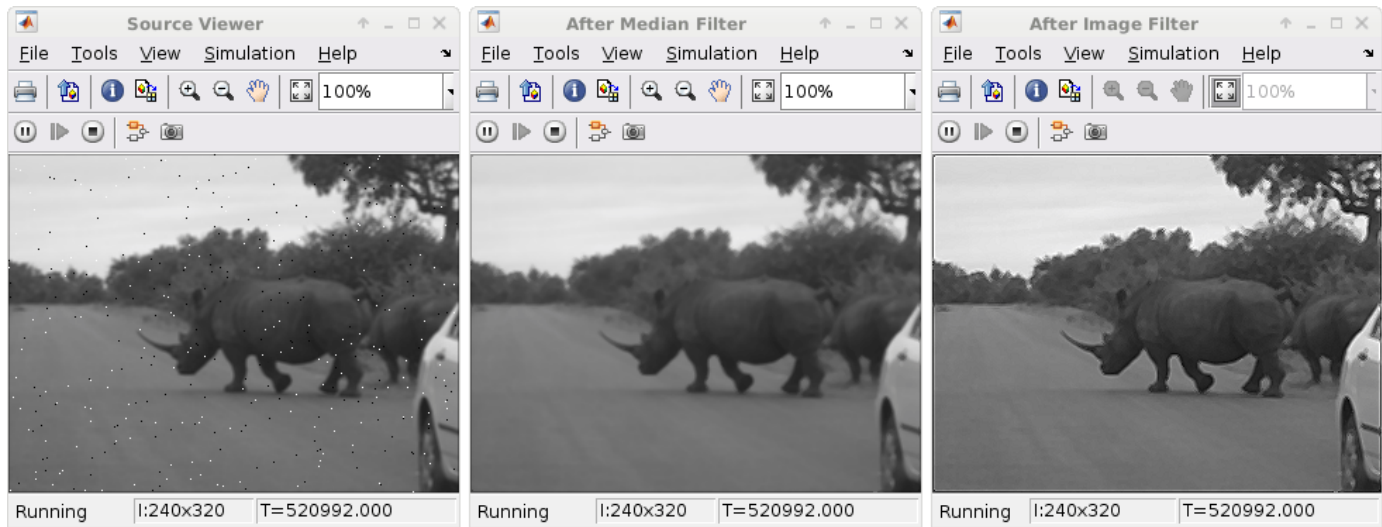 Source Viewer
File Tools View Simulation Help
100%
Running I:240x320 T=520992.000
After Median Filter
File Tools View Simulation Help
100%
Running I:240x320 T=520992.000
After Image Filter
File Tools View Simulation Help
100%
Running I:240x320 T=520992.000